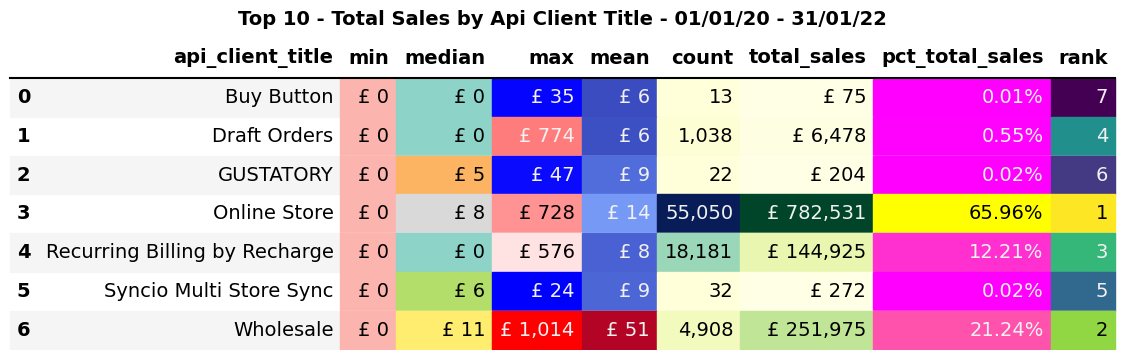 Top 10 - Total Sales by Api Client Title - 01/01/20 - 31/01/22
api_client_title min median max mean count total_sales pct_total_sales rank
0 Buy Button £ 0 £ 0 £ 35 £ 6 13 £ 75 0.01% 7
1 Draft Orders £ 0 £ 0 £ 774 £ 6 1,038 £ 6,478 0.55% 4
2 GUSTATORY £ 0 £ 5 £ 47 £ 9 22 £ 204 0.02% 6
3 Online Store £ 0 £ 8 £ 728 £ 14 55,050 £ 782,531 65.96% 1
4 Recurring Billing by Recharge £ 0 £ 0 £ 576 £ 8 18,181 £ 144,925 12.21% 3
5 Syncio Multi Store Sync £ 0 £ 6 £ 24 £ 9 32 £ 272 0.02% 5
6 Wholesale £ 0 £ 11 £ 1,014 £ 51 4,908 £ 251,975 21.24% 2